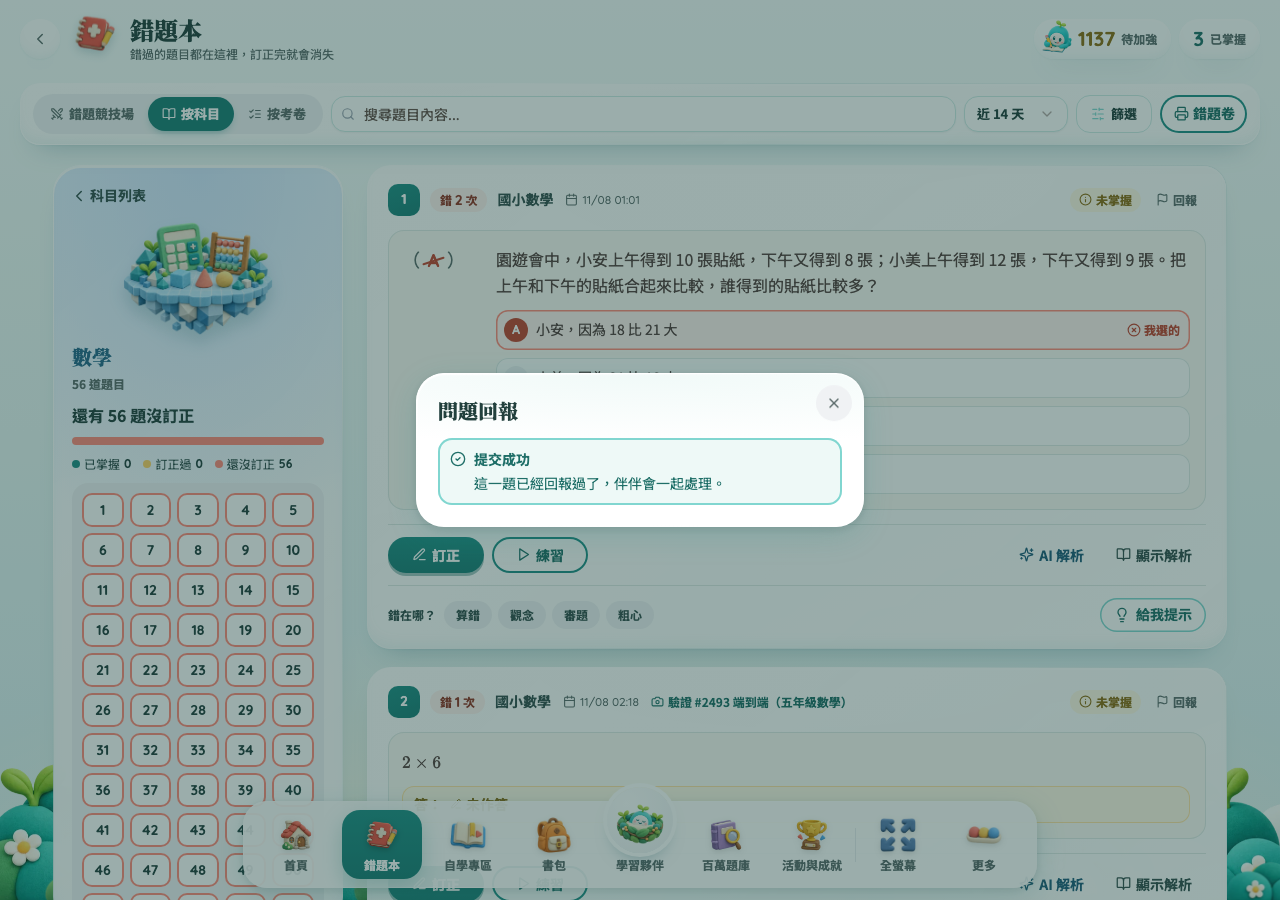 錯題本
錯過的題目都在這裡，訂正完就會消失
1137 待加強
3 已掌握
錯題競技場
按科目
按考卷
搜尋題目內容...
近 14 天
篩選
錯題卷
科目列表
數學
56 道題目
還有 56 題沒訂正
已掌握 0 訂正過 0 還沒訂正 56
1 2 3 4 5
6 7 8 9 10
11 12 13 14 15
16 17 18 19 20
21 22 23 24 25
26 27 28 29 30
31 32 33 34 35
36 37 38 39 40
41 42 43
46 47 48
1 錯 2 次 國小數學 11/08 01:01 未掌握 回報
（A）
園遊會中，小安上午得到 10 張貼紙，下午又得到 8 張；小美上午得到 12 張，下午又得到 9 張。把
上午和下午的貼紙合起來比較，誰得到的貼紙比較多？
A 小安，因為 18 比 21 大 我選的
問題回報
提交成功
這一題已經回報過了，伴伴會一起處理。
訂正 練習 AI 解析 顯示解析
錯在哪？ 算錯 觀念 審題 粗心 給我提示
2 錯 1 次 國小數學 11/08 02:18 驗證 #2493 端到端（五年級數學） 未掌握 回報
2 × 6
訂正 練習 AI 解析 顯示解析
首頁
錯題本
自學專區
書包
學習夥伴
百萬題庫
活動與成就
全螢幕
更多